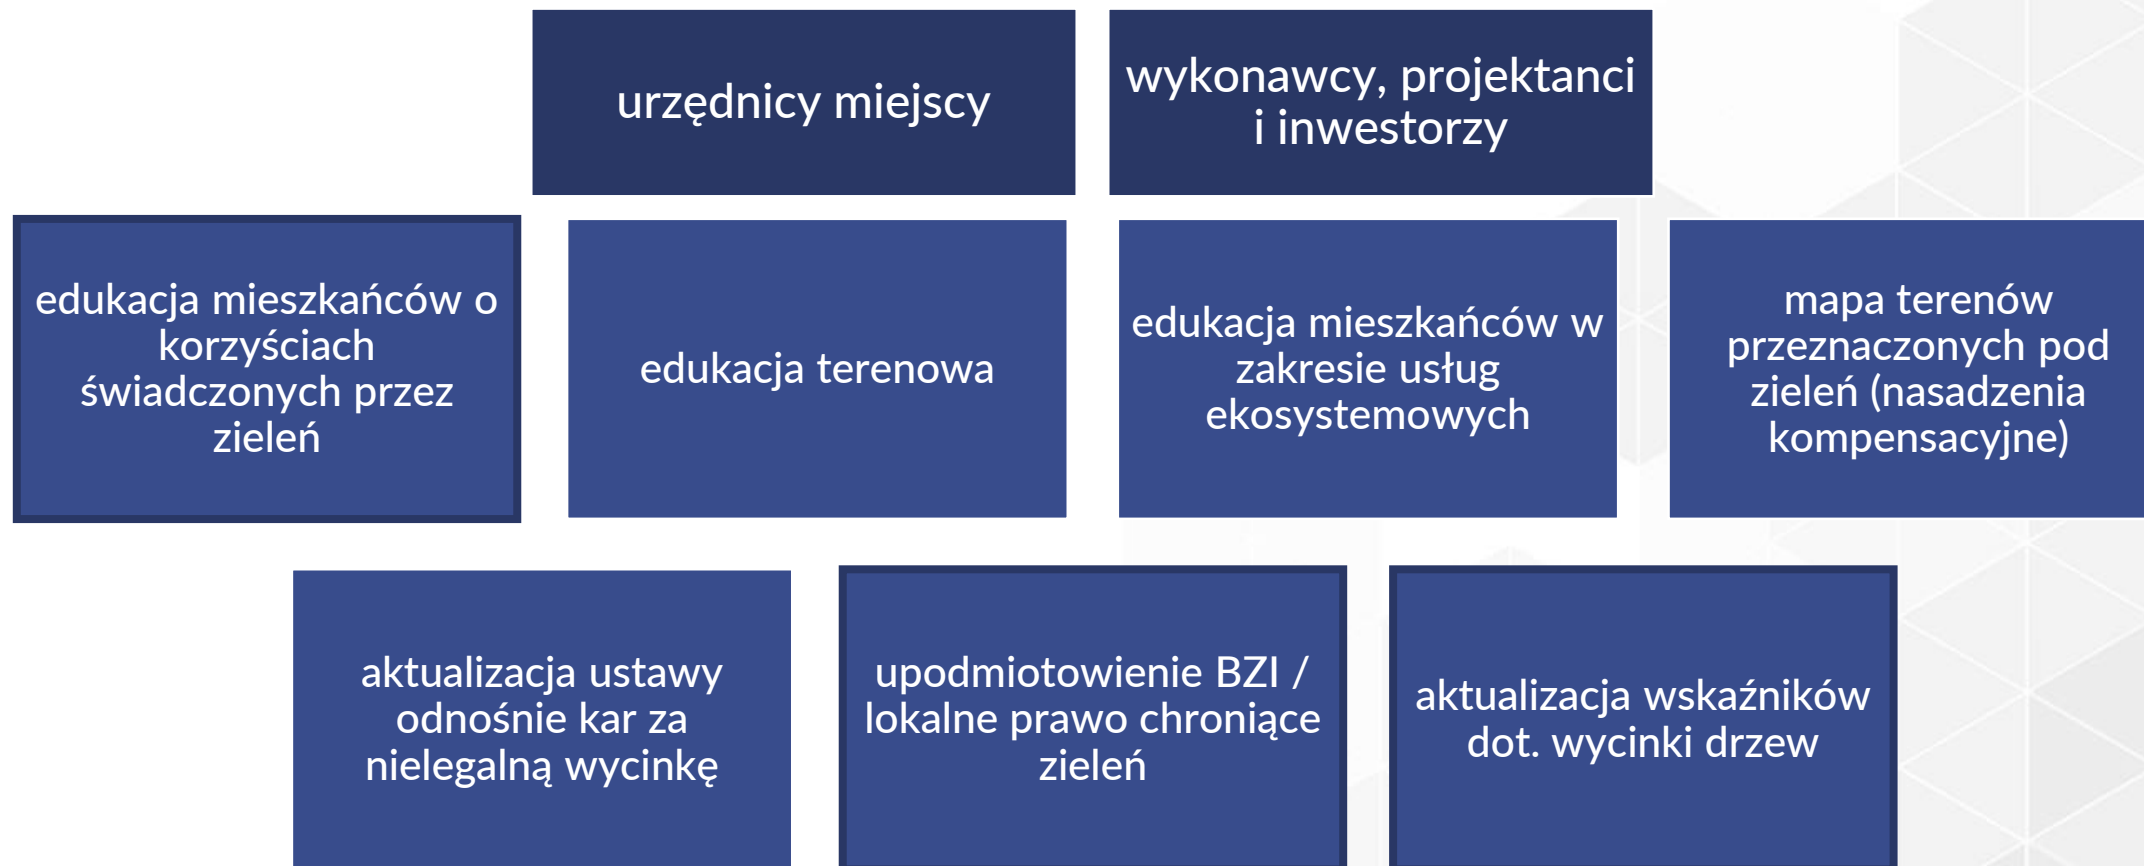 urzędnicy miejscy
wykonawcy, projektanci
i inwestorzy
edukacja mieszkańców o
korzyściach
świadczonych przez
zieleń
edukacja terenowa
edukacja mieszkańców w
zakresie usług
ekosystemowych
mapa terenów
przeznaczonych pod
zieleń (nasadzenia
kompensacyjne)
aktualizacja ustawy
odnośnie kar za
nielegalną wycinkę
upodmiotowienie BZI /
lokalne prawo chroniące
zieleń
aktualizacja wskaźników
dot. wycinki drzew